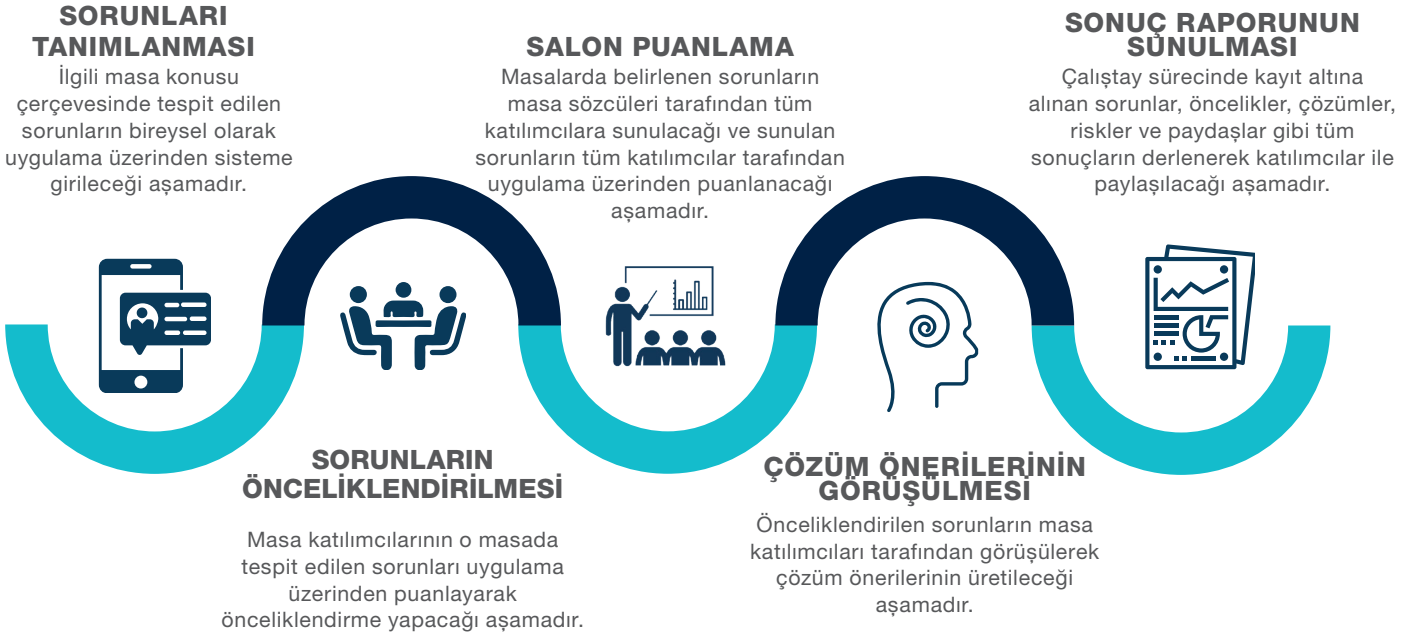 SORUNLARI
TANIMLANMASI
İlgili masa konusu
çerçevesinde tespit edilen
sorunların bireysel olarak
uygulama üzerinden sisteme
girileceği aşamadır.
SORUNLARIN
ÖNCELİKLENDİRİLMESİ
Masa katılımcılarının o masada
tespit edilen sorunları uygulama
üzerinden puanlayarak
önceliklendirme yapacağı aşamadır.
SALON PUANLAMA
Masalarda belirlenen sorunların
masa sözcüleri tarafından tüm
katılımcılara sunulacağı ve sunulan
sorunların tüm katılımcılar tarafından
uygulama üzerinden puanlanacağı
aşamadır.
ÇÖZÜM ÖNERİLERİNİN
GÖRÜŞÜLMESİ
Önceliklendirilen sorunların masa
katılımcıları tarafından görüşülerek
çözüm önerilerinin üretileceği
aşamadır.
SONUÇ RAPORUNUN
SUNULMASI
Çalıştay sürecinde kayıt altına
alınan sorunlar, öncelikler, çözümler,
riskler ve paydaşlar gibi tüm
sonuçların derlenerek katılımcılar ile
paylaşılacağı aşamadır.